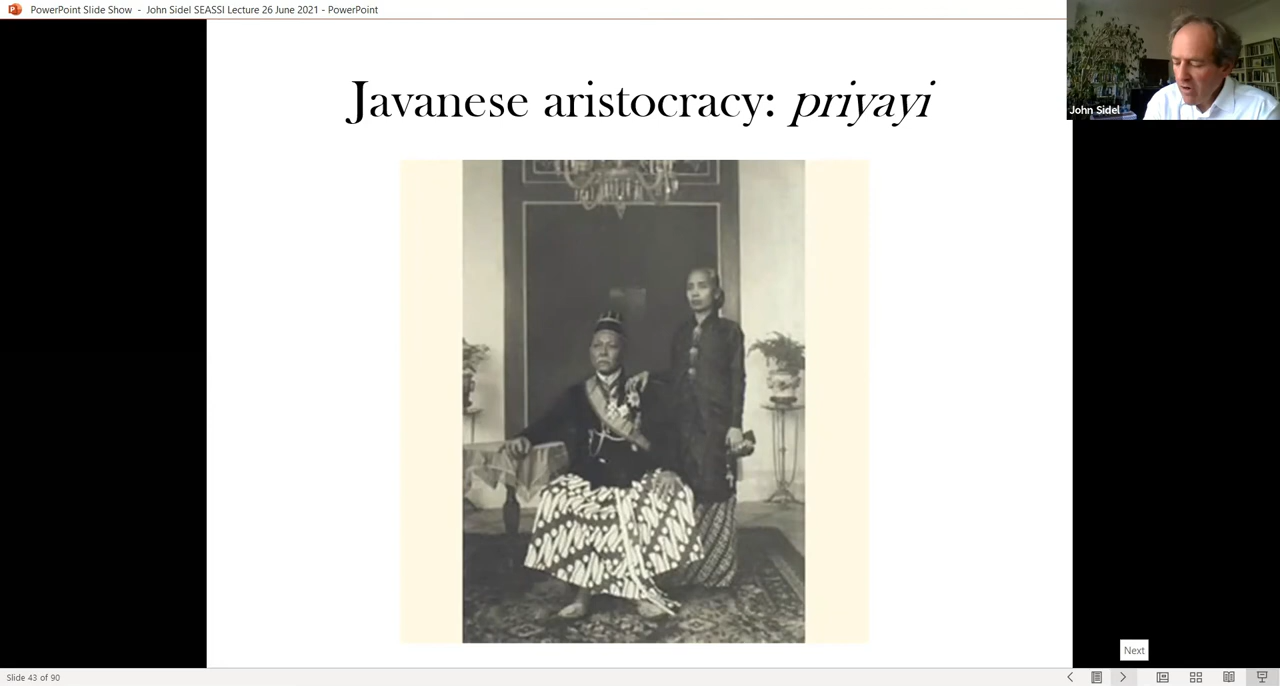 PowerPoint Slide Show - John Sidel SEASSI Lecture 26 June 2021 - PowerPoint
John Sidel
Javanese aristocracy: priyayi
Next
Slide 43 of 90